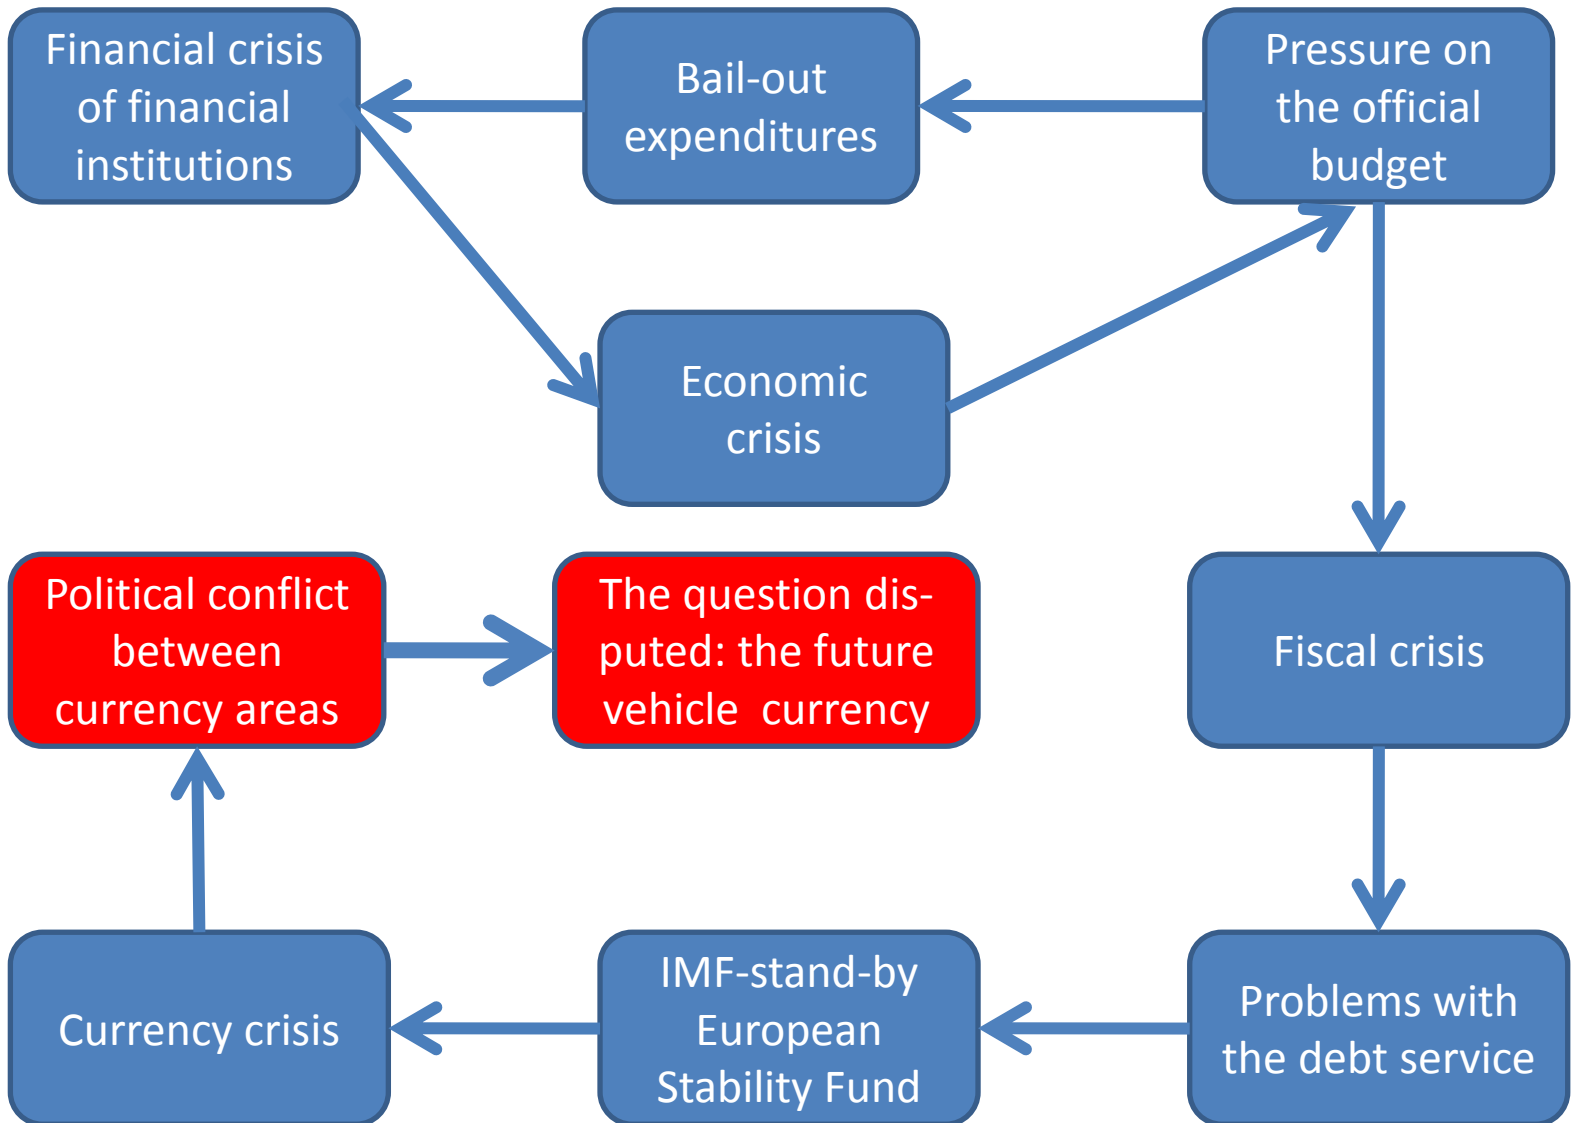 Financial crisis
of financial
institutions
Bail-out
expenditures
Pressure on
the official
budget
Economic
crisis
Political conflict
between
currency areas
The question dis-
puted: the future
vehicle  currency
Fiscal crisis
Currency crisis
IMF-stand-by
European
Stability Fund
Problems with
the debt service